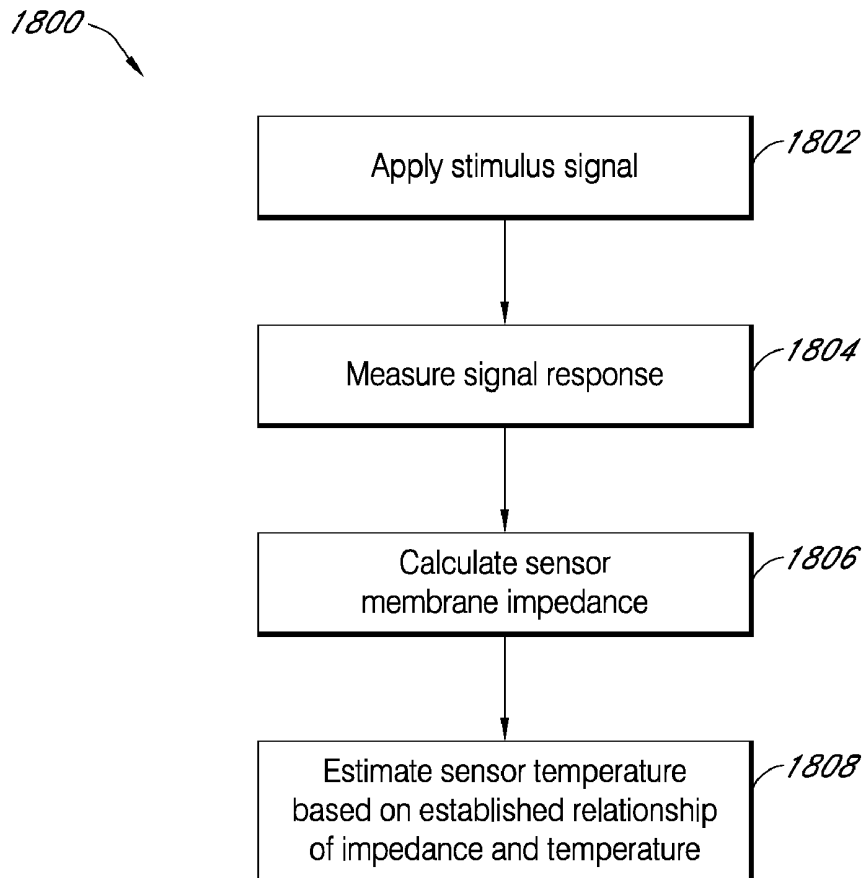 1800
Apply stimulus signal
1802
Measure signal response
1804
Calculate sensor
membrane impedance
1806
Estimate sensor temperature
based on established relationship
of impedance and temperature
1808